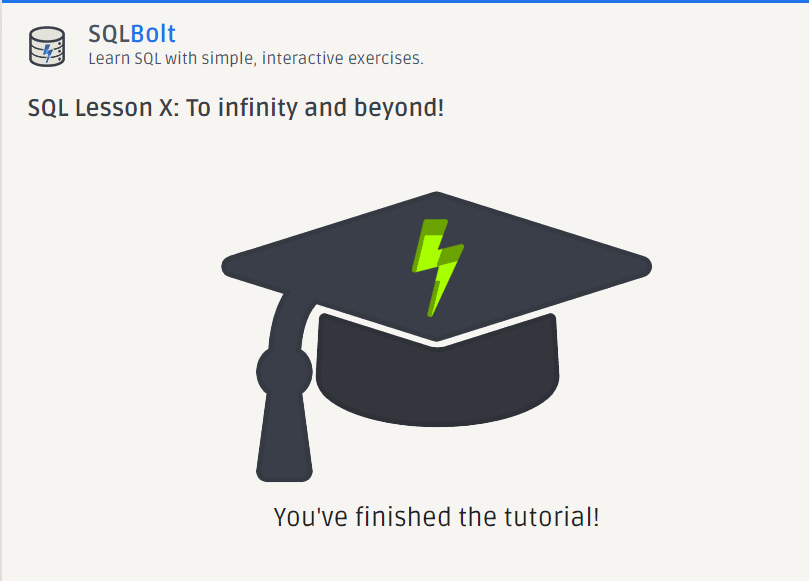 SQLBolt
Learn SQL with simple, interactive exercises.
SQL Lesson X: To infinity and beyond!
You've finished the tutorial!